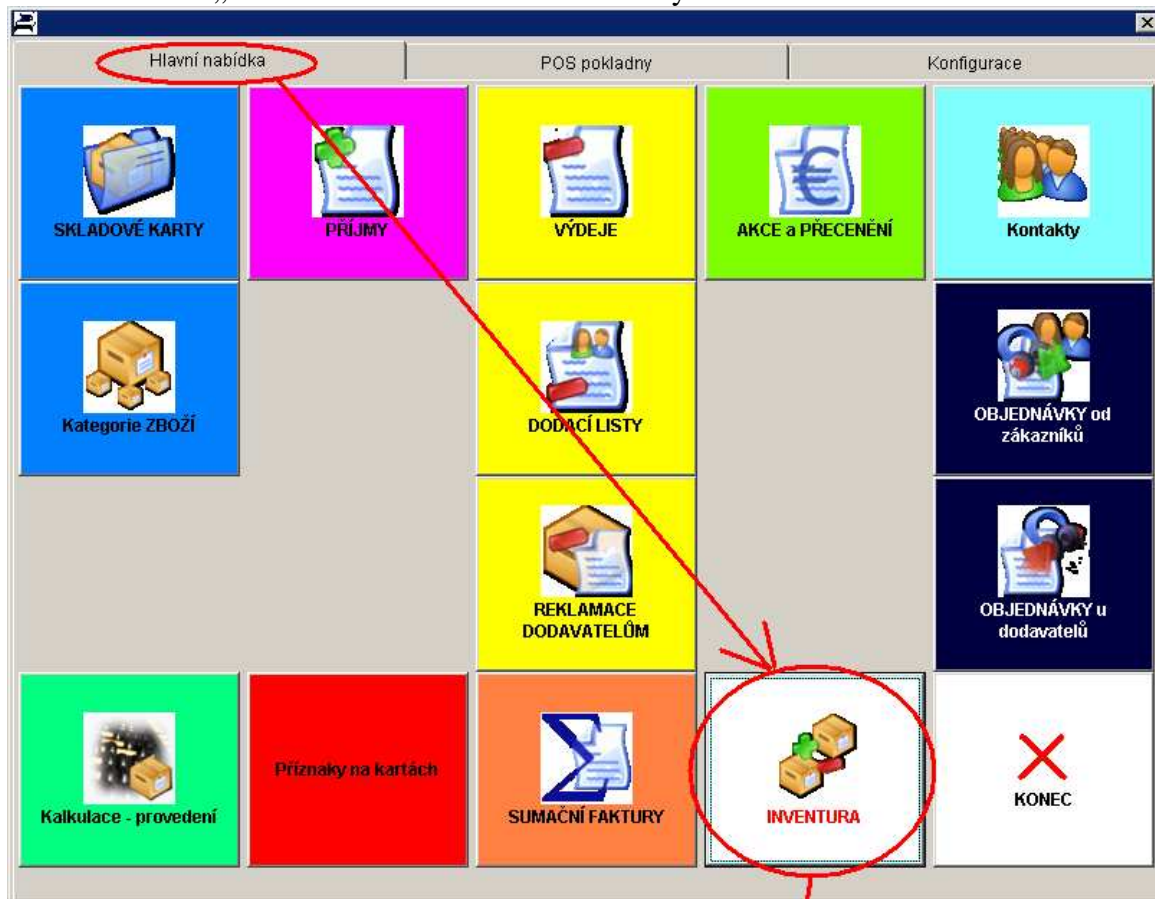 Hlavní nabídka
POS pokladny
Konfigurace
SKLADOVÉ KARTY
PŘÍJMY
VÝDEJE
AKCE a PŘECENĚNÍ
Kontakty
Kategorie ZBOŽÍ
DODACÍ LISTY
OBJEDNÁVKY od
zákazníků
REKLAMACE
DODAVATELŮM
OBJEDNÁVKY u
dodavatelů
Kalkulace - provedení
Příznaky na kartách
SUMAČNÍ FAKTURY
INVENTURA
KONEC